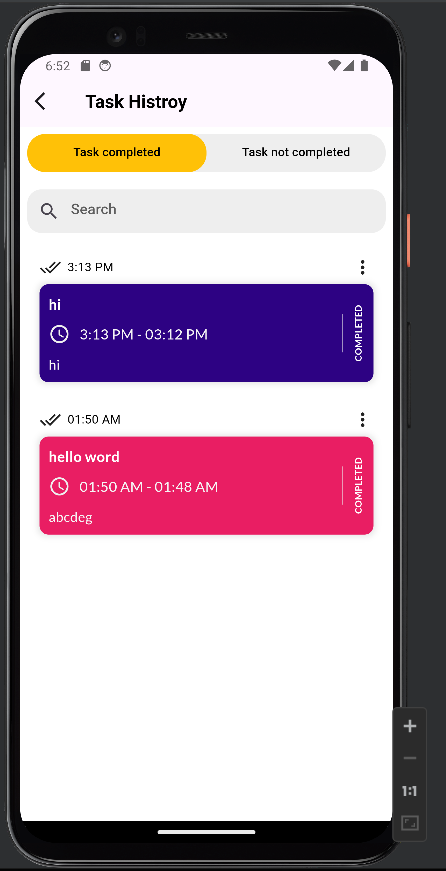 6:52
Task Histroy
Task completed
Task not completed
Search
3:13 PM
hi
3:13 PM - 03:12 PM
hi
COMPLETED
01:50 AM
hello word
01:50 AM - 01:48 AM
abcdeg
COMPLETED
1:1